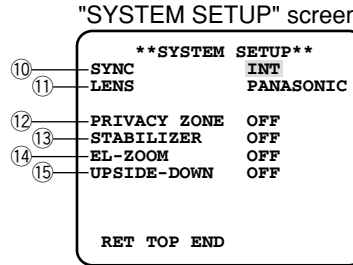 "SYSTEM SETUP" screen
**SYSTEM SETUP**
⑩ SYNC INT
⑪ LENS PANASONIC
⑫ PRIVACY ZONE OFF
⑬ STABILIZER OFF
⑭ EL-ZOOM OFF
⑮ UPSIDE-DOWN OFF
RET TOP END